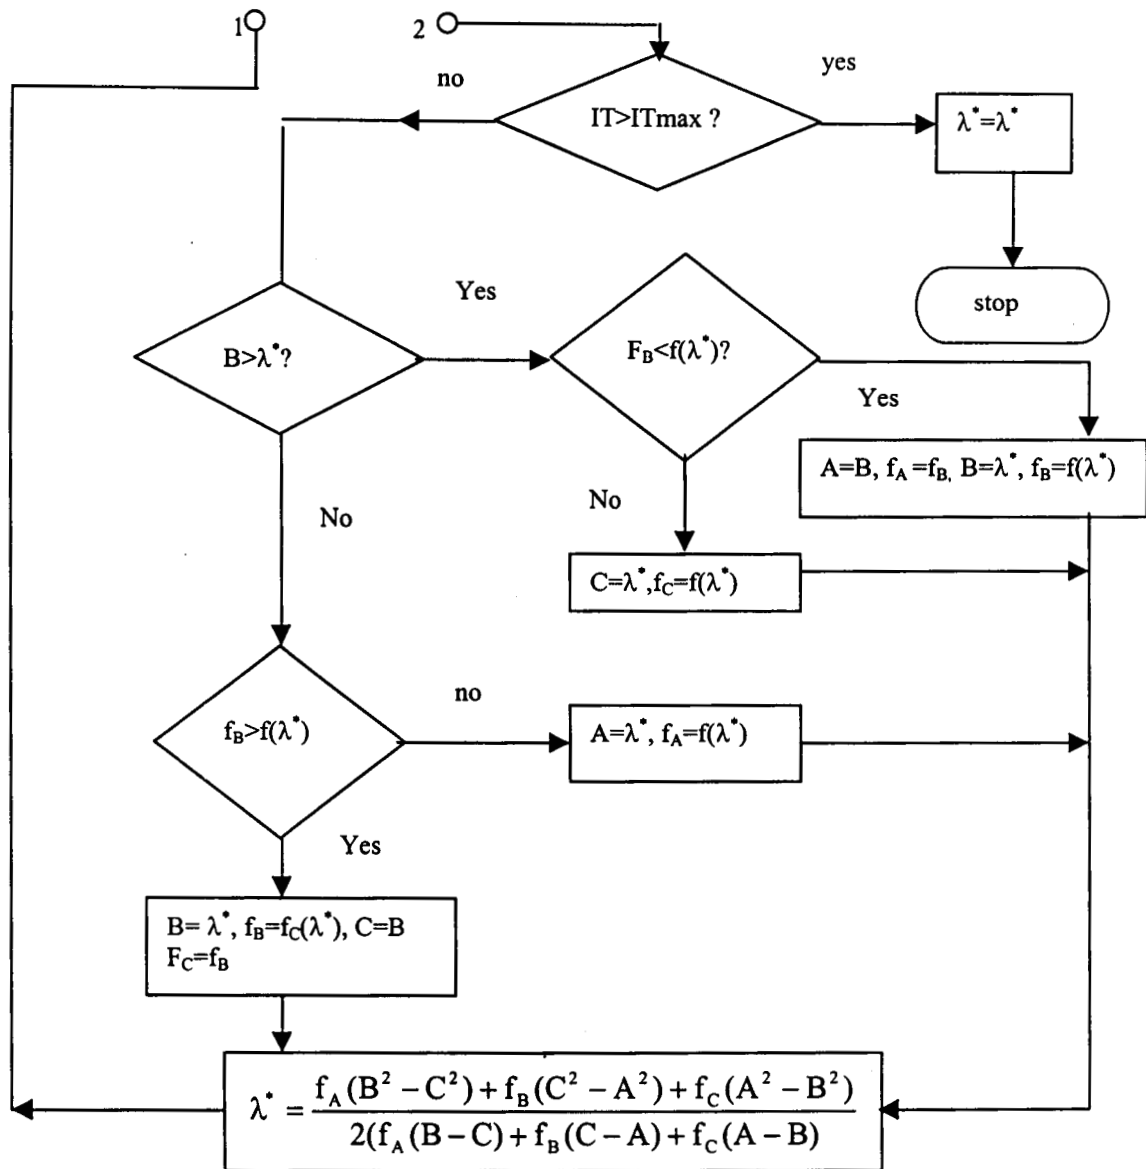 1
2
no
yes
IT>ITmax ?
λ*=λ*
stop
Yes
B>λ*?
F_B<f(λ*)?
Yes
A=B, f_A =f_B, B=λ*, f_B=f(λ*)
No
No
C=λ*,f_C=f(λ*)
no
f_B>f(λ*)
A=λ*, f_A=f(λ*)
Yes
B= λ*, f_B=f_C(λ*), C=B
F_C=f_B
λ* = f_A(B² − C²) + f_B(C² − A²) + f_C(A² − B²)
2(f_A(B − C) + f_B(C − A) + f_C(A − B)